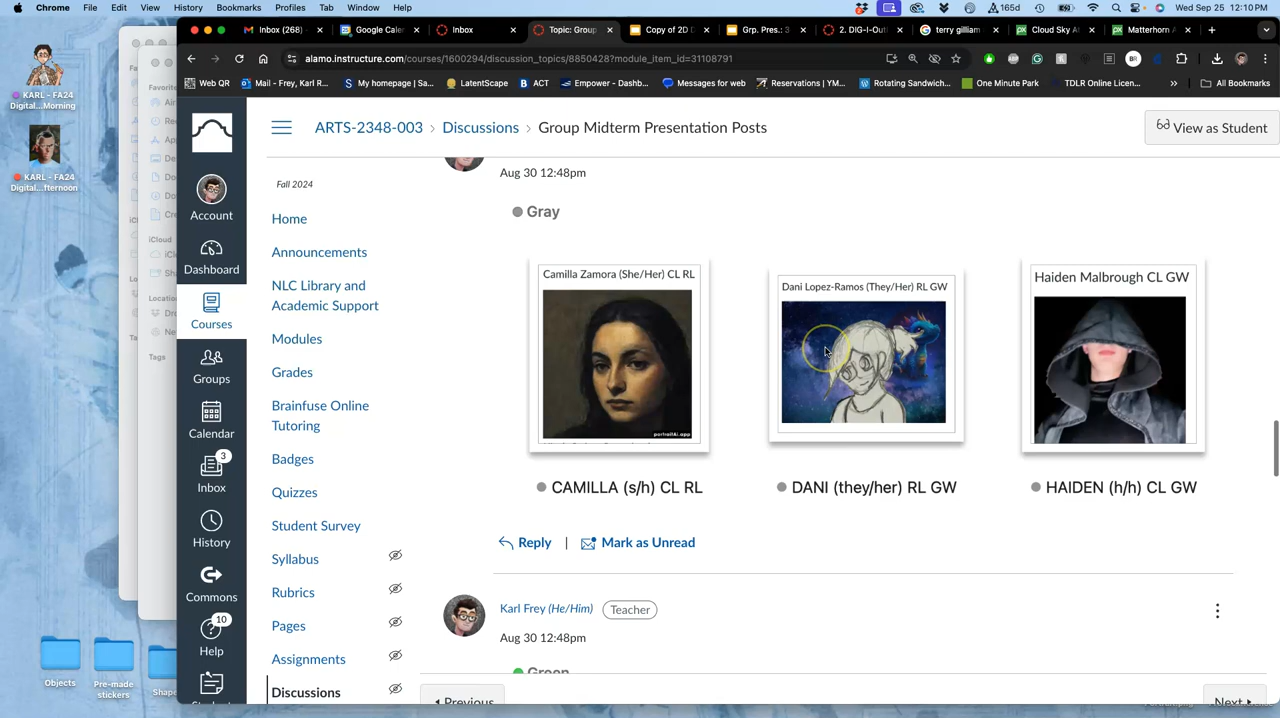 Chrome File Edit View History Bookmarks Profiles Tab Window Help 165d Wed Sep 25 12:10 PM
Inbox (268) Google Cale Inbox Topic: Group Copy of 2D Grp. Pres.: 3 2. DIG-I-Out terry gilliam Cloud Sky A Matterhorn A
alamo.instructure.com/courses/1600294/discussion_topics/8850428?module_item_id=31108791
Web QR Mail - Frey, Karl R... My homepage | Sa... LatentScape ACT Empower - Dashb... Messages for web Reservations | YM... Rotating Sandwich... One Minute Park TDLR Online Licen... » All Bookmarks
KARL - FA24
Digital...Morning
KARL - FA24
Digital...fternoon
Favorite
iCloud
Tags
Objects
Pre-made
stickers
Account
Dashboard
Courses
Groups
Calendar
3
Inbox
History
Commons
10
Help
ARTS-2348-003 › Discussions › Group Midterm Presentation Posts
View as Student
Fall 2024
Home
Announcements
NLC Library and
Academic Support
Modules
Grades
Brainfuse Online
Tutoring
Badges
Quizzes
Student Survey
Syllabus
Rubrics
Pages
Assignments
Discussions
Aug 30 12:48pm
Gray
Camilla Zamora (She/Her) CL RL
portraitAi.app
CAMILLA (s/h) CL RL
Dani Lopez-Ramos (They/Her) RL GW
DANI (they/her) RL GW
Haiden Malbrough CL GW
HAIDEN (h/h) CL GW
Reply | Mark as Unread
Karl Frey (He/Him) Teacher
Aug 30 12:48pm
Green
Previous
Next